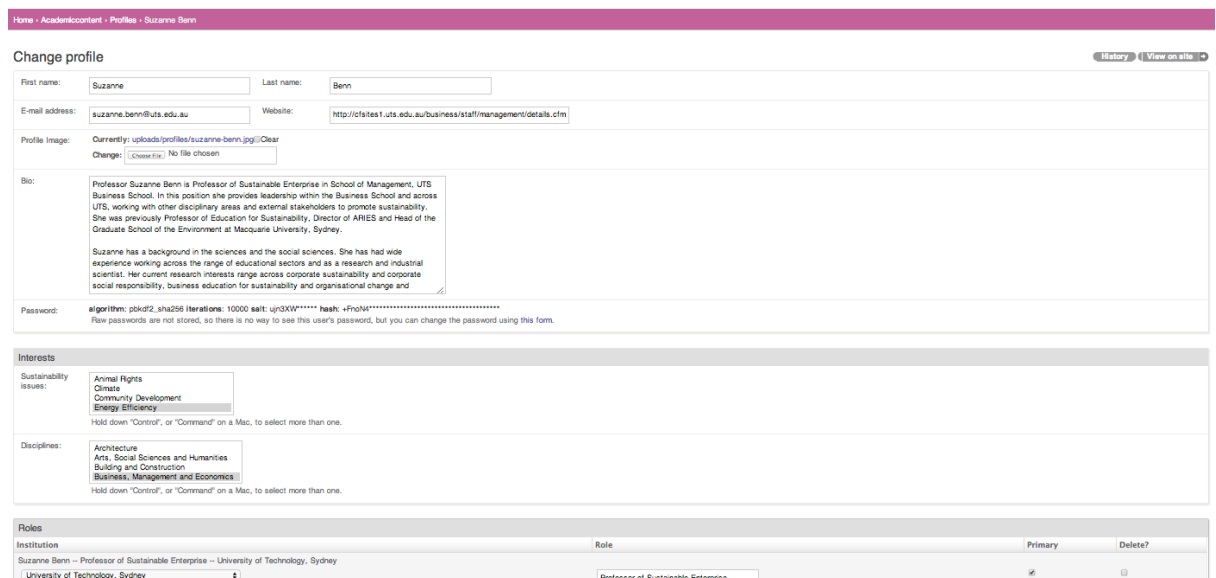 Home › Academiccontent › Profiles › Suzanne Benn
Change profile
History View on site
First name: Suzanne Last name: Benn
E-mail address: suzanne.benn@uts.edu.au Website: http://cfsites1.uts.edu.au/business/staff/management/details.cfm
Profile Image: Currently: uploads/profiles/suzanne-benn.jpg Clear
Change: Choose File No file chosen
Bio: Professor Suzanne Benn is Professor of Sustainable Enterprise in School of Management, UTS
Business School. In this position she provides leadership within the Business School and across
UTS, working with other disciplinary areas and external stakeholders to promote sustainability.
She was previously Professor of Education for Sustainability, Director of ARIES and Head of the
Graduate School of the Environment at Macquarie University, Sydney.
Suzanne has a background in the sciences and the social sciences. She has had wide
experience working across the range of educational sectors and as a research and industrial
scientist. Her current research interests range across corporate sustainability and corporate
social responsibility, business education for sustainability and organisational change and
Password: algorithm: pbkdf2_sha256 iterations: 10000 salt: ujn3XW****** hash: +FnoN4**************************************
Raw passwords are not stored, so there is no way to see this user's password, but you can change the password using this form.
Interests
Sustainability issues:
Animal Rights
Climate
Community Development
Energy Efficiency
Hold down "Control", or "Command" on a Mac, to select more than one.
Disciplines:
Architecture
Arts, Social Sciences and Humanities
Building and Construction
Business, Management and Economics
Hold down "Control", or "Command" on a Mac, to select more than one.
Roles
Institution Role Primary Delete?
Suzanne Benn -- Professor of Sustainable Enterprise -- University of Technology, Sydney
University of Technology, Sydney Professor of Sustainable Enterprise